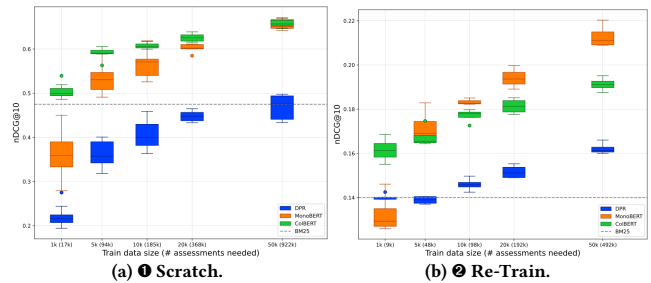 nDCG@10
0.6
0.5
0.4
0.3
0.2
DPR
MonoBERT
ColBERT
BM25
1k (17k)
5k (94k)
10k (185k)
20k (368k)
50k (922k)
Train data size (# assessments needed)
(a) ❶ Scratch.
nDCG@10
0.22
0.20
0.18
0.16
0.14
DPR
MonoBERT
ColBERT
BM25
1k (9k)
5k (48k)
10k (98k)
20k (192k)
50k (492k)
Train data size (# assessments needed)
(b) ❷ Re-Train.